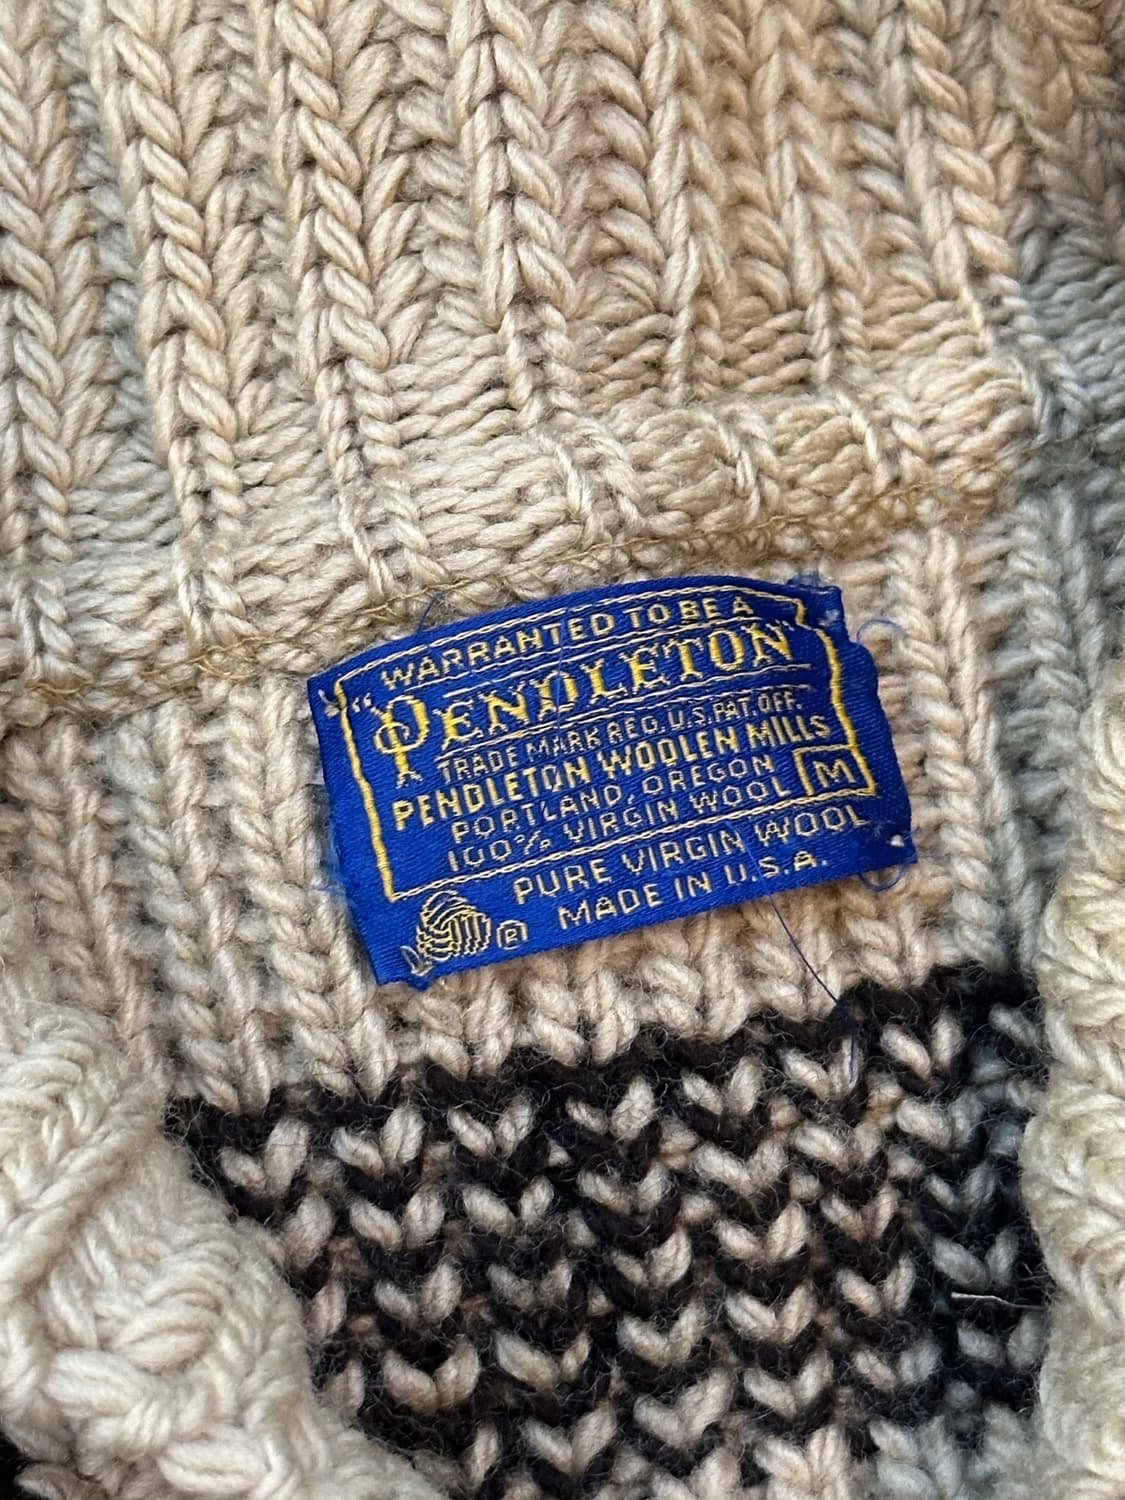 WARRANTED TO BE A
"PENDLETON"
TRADE MARK REG. U.S. PAT. OFF.
PENDLETON WOOLEN MILLS
PORTLAND, OREGON
100% VIRGIN WOOL
M
PURE VIRGIN WOOL
® MADE IN U.S.A.